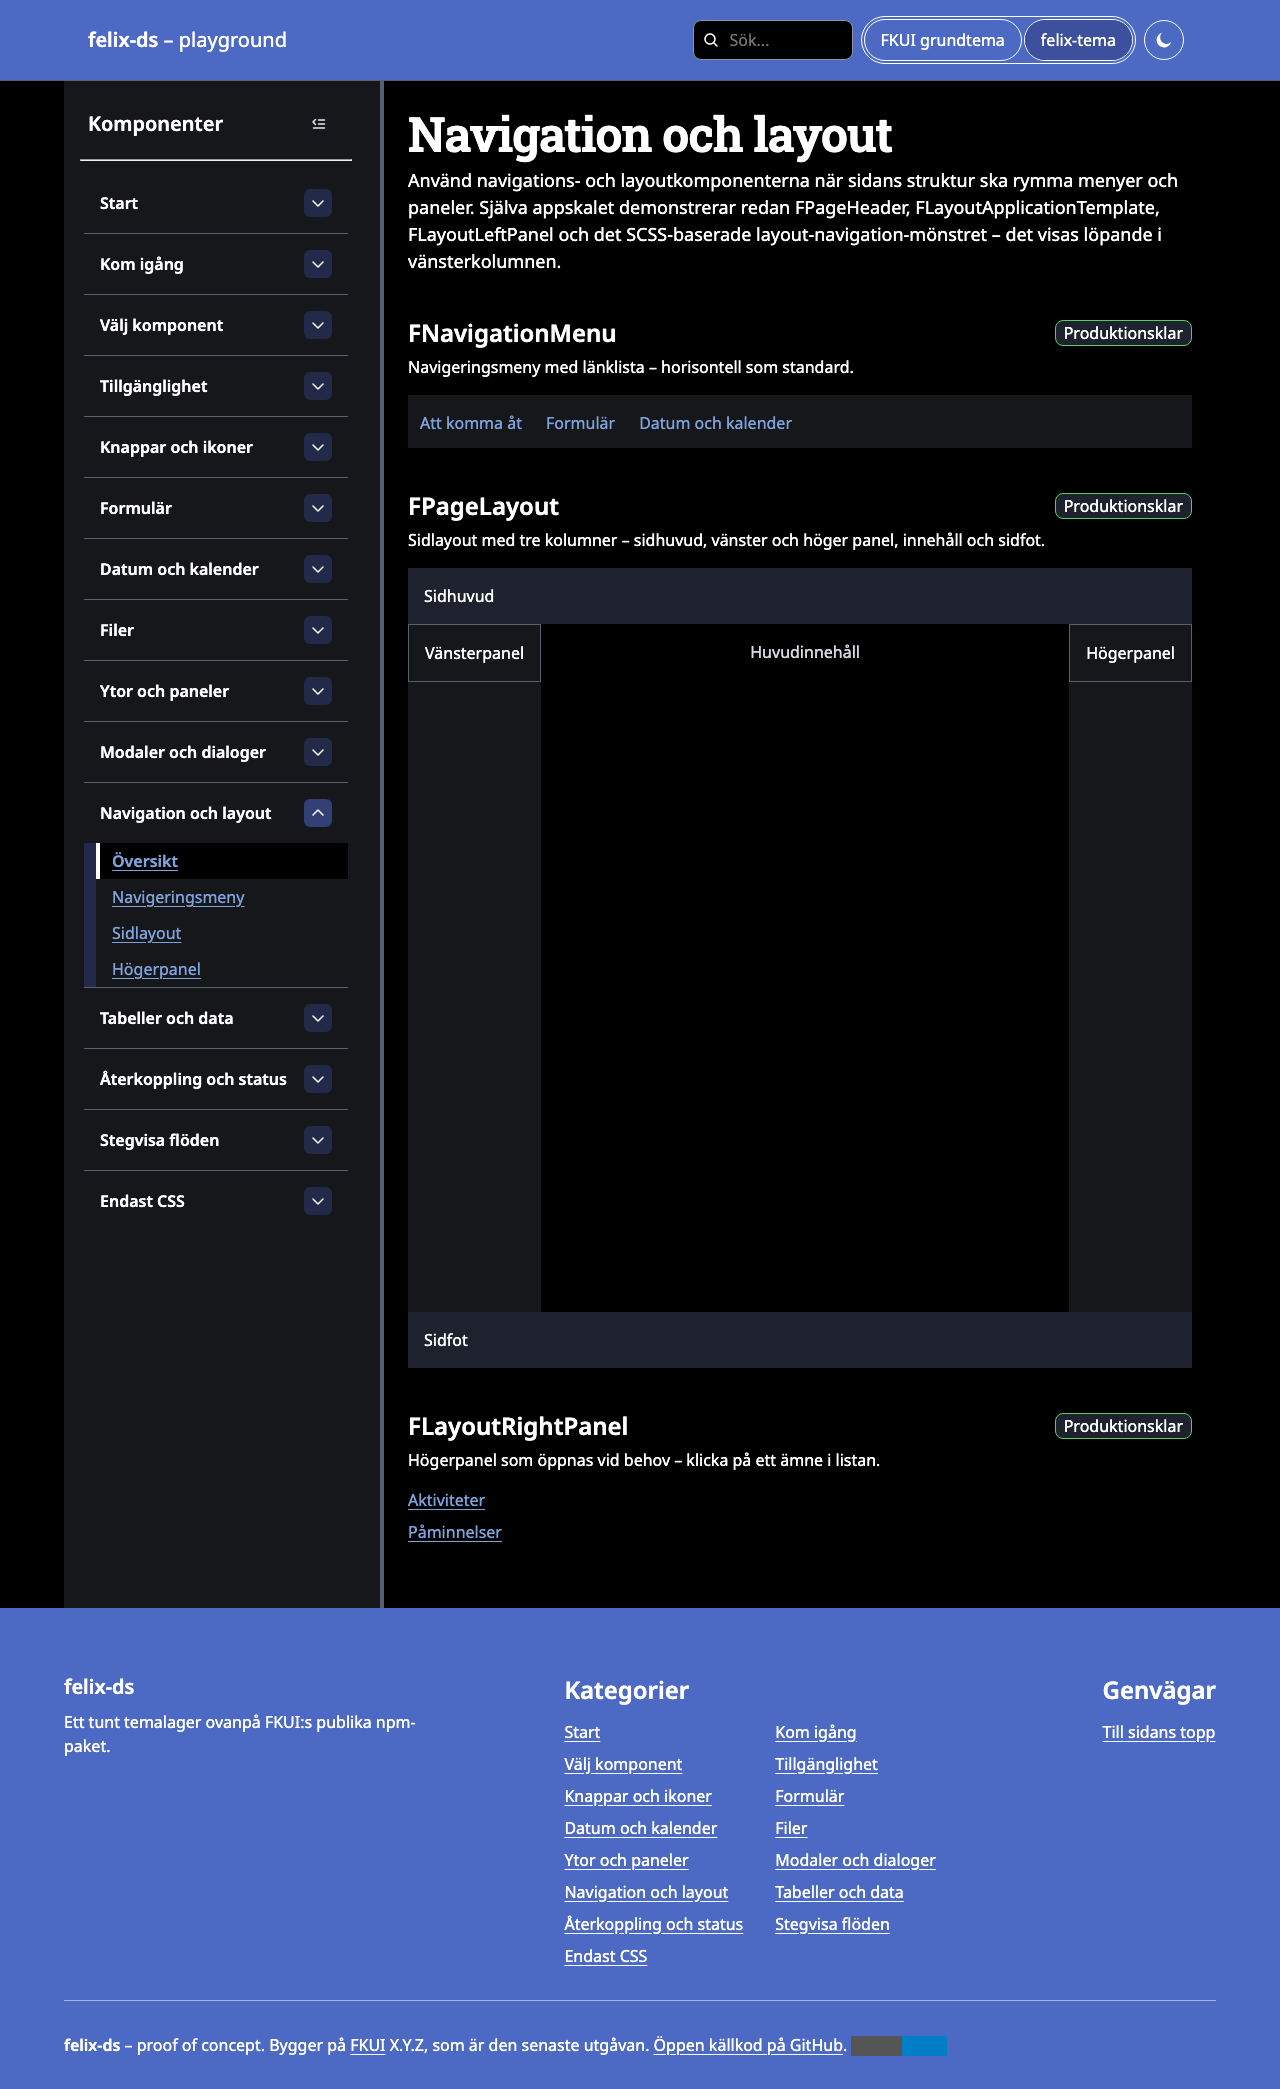 felix-ds – playground
Sök...
FKUI grundtema
felix-tema
Komponenter
Start
Kom igång
Välj komponent
Tillgänglighet
Knappar och ikoner
Formulär
Datum och kalender
Filer
Ytor och paneler
Modaler och dialoger
Navigation och layout
Översikt
Navigeringsmeny
Sidlayout
Högerpanel
Tabeller och data
Återkoppling och status
Stegvisa flöden
Endast CSS
Navigation och layout
Använd navigations- och layoutkomponenterna när sidans struktur ska rymma menyer och
paneler. Själva appskalet demonstrerar redan FPageHeader, FLayoutApplicationTemplate,
FLayoutLeftPanel och det SCSS-baserade layout-navigation-mönstret – det visas löpande i
vänsterkolumnen.
FNavigationMenu
Produktionsklar
Navigeringsmeny med länklista – horisontell som standard.
Att komma åt
Formulär
Datum och kalender
FPageLayout
Produktionsklar
Sidlayout med tre kolumner – sidhuvud, vänster och höger panel, innehåll och sidfot.
Sidhuvud
Vänsterpanel
Huvudinnehåll
Högerpanel
Sidfot
FLayoutRightPanel
Produktionsklar
Högerpanel som öppnas vid behov – klicka på ett ämne i listan.
Aktiviteter
Påminnelser
felix-ds
Ett tunt temalager ovanpå FKUI:s publika npm-
paket.
Kategorier
Start
Kom igång
Välj komponent
Tillgänglighet
Knappar och ikoner
Formulär
Datum och kalender
Filer
Ytor och paneler
Modaler och dialoger
Navigation och layout
Tabeller och data
Återkoppling och status
Stegvisa flöden
Endast CSS
Genvägar
Till sidans topp
felix-ds – proof of concept. Bygger på FKUI X.Y.Z, som är den senaste utgåvan. Öppen källkod på GitHub.